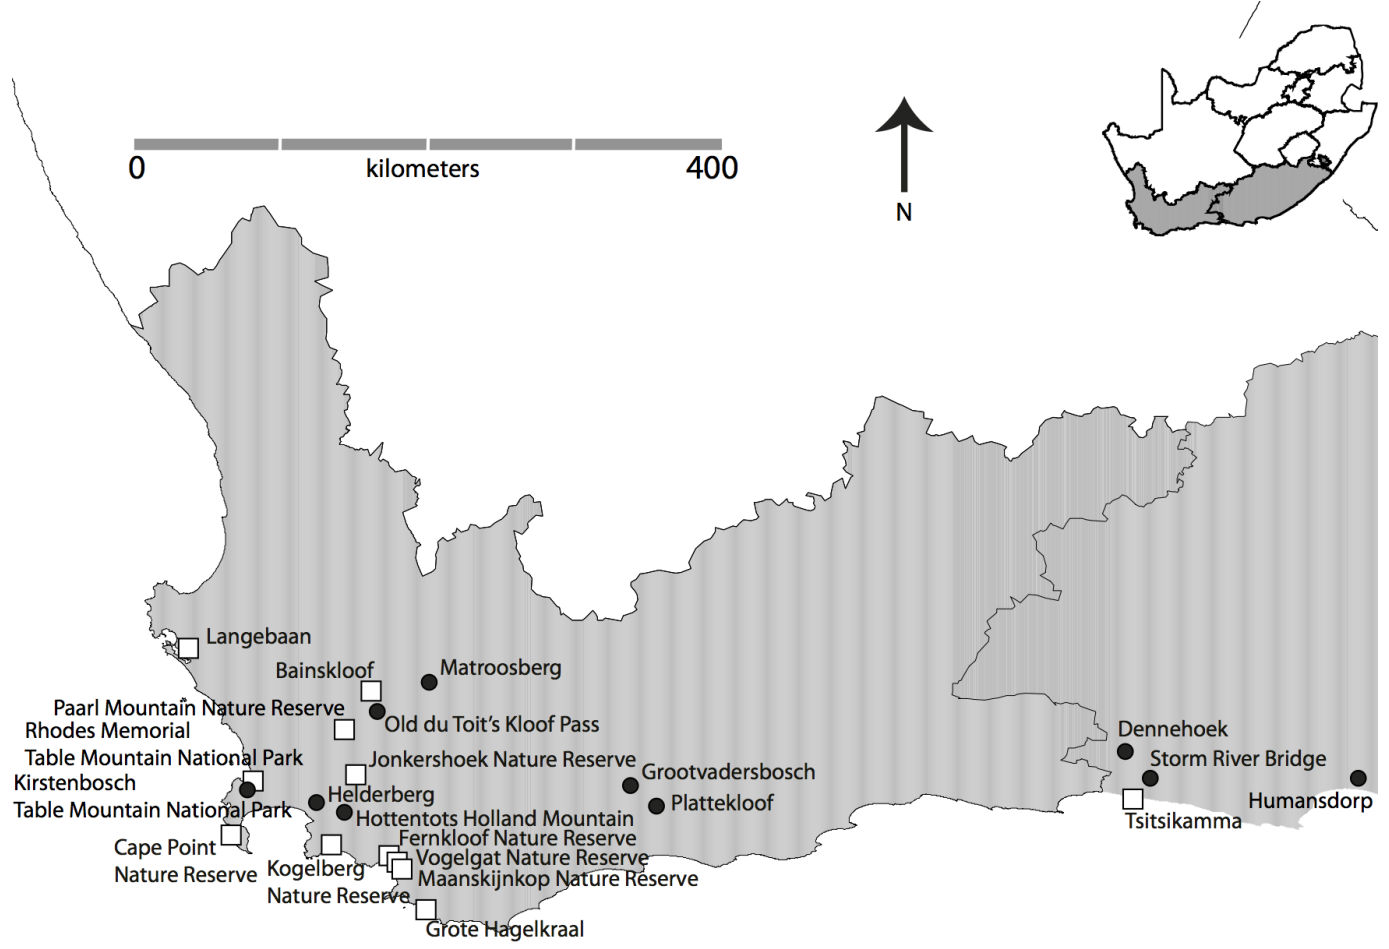 0
kilometers
400
N
Langebaan
Bainskloof
Matroosberg
Paarl Mountain Nature Reserve
Old du Toit's Kloof Pass
Rhodes Memorial
Table Mountain National Park
Jonkershoek Nature Reserve
Kirstenbosch
Table Mountain National Park
Helderberg
Hottentots Holland Mountain
Grootvadersbosch
Plattekloof
Dennehoek
Storm River Bridge
Humansdorp
Tsitsikamma
Cape Point
Nature Reserve
Kogelberg
Nature Reserve
Fernkloof Nature Reserve
Vogelgat Nature Reserve
Maanskijnkop Nature Reserve
Grote Hagelkraal